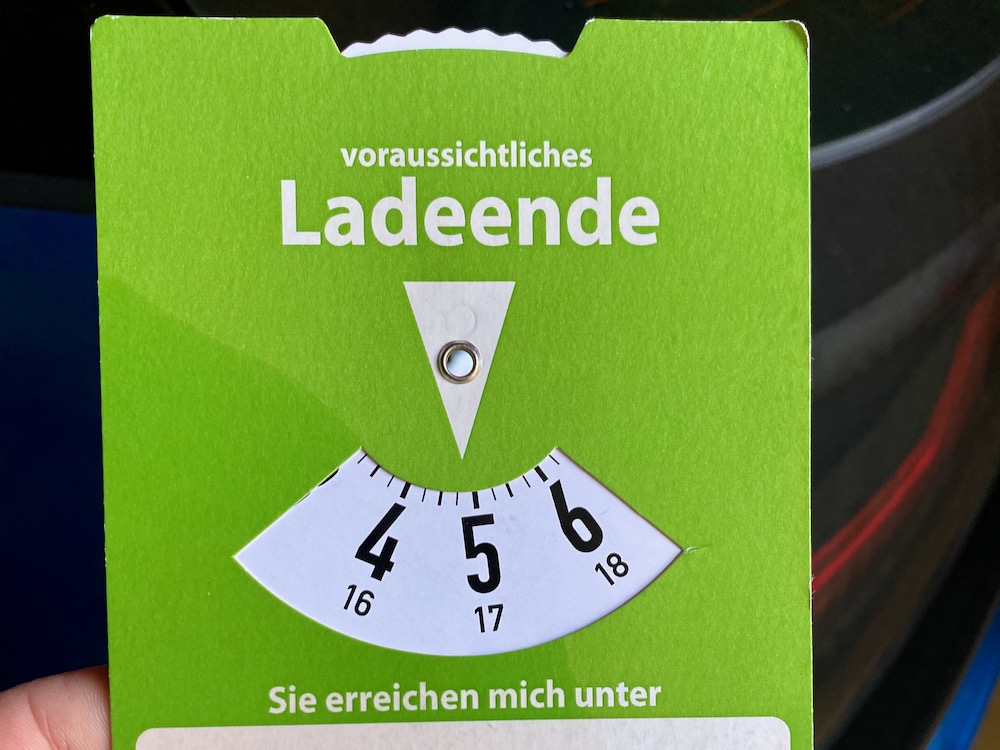 voraussichtliches
Ladeende
4 5 6
16 17 18
Sie erreichen mich unter